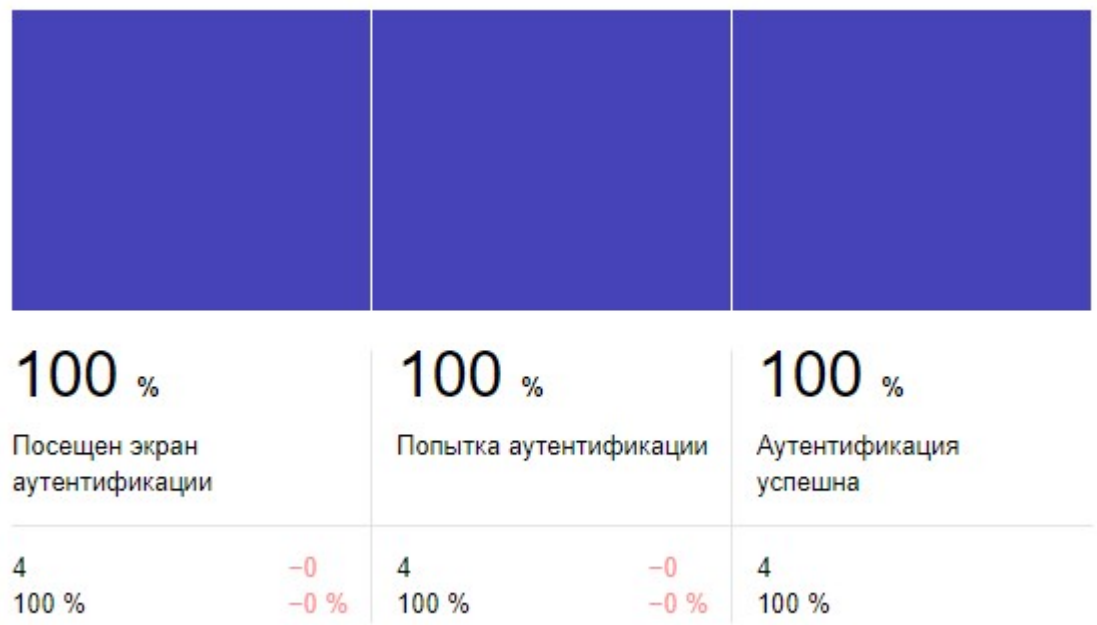 100 %
Посещен экран
аутентификации
4 −0
100 % −0 %
100 %
Попытка аутентификации
4 −0
100 % −0 %
100 %
Аутентификация
успешна
4
100 %